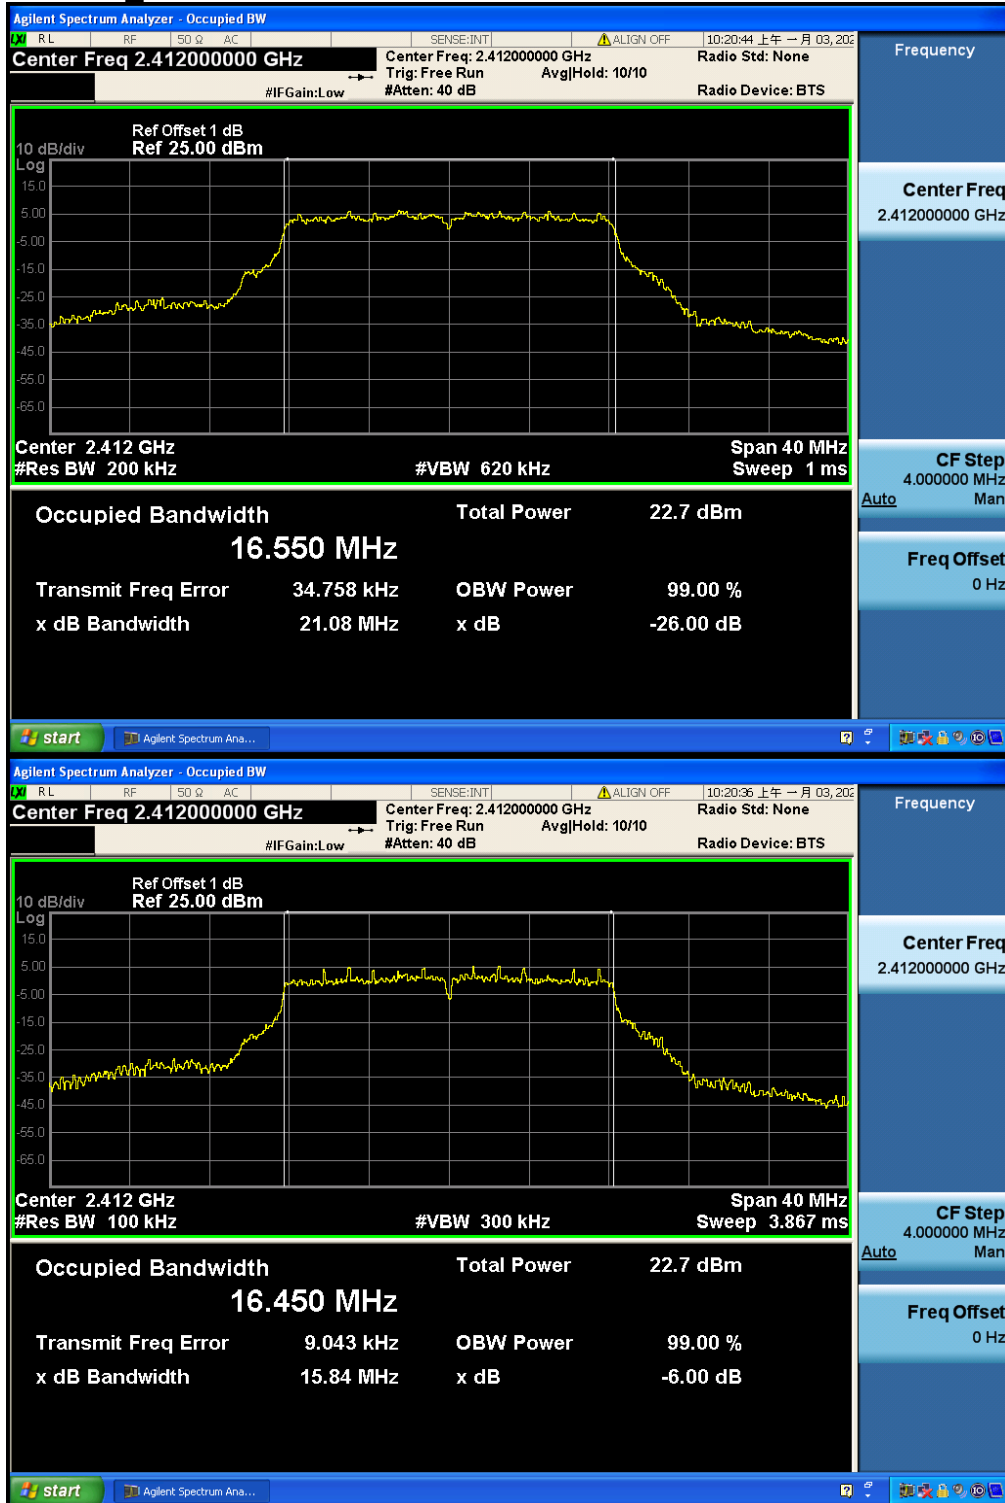 Agilent Spectrum Analyzer - Occupied BW
LXI RL RF 50 Ω AC SENSE:INT ALIGN OFF 10:20:44 上午 一月 03, 202
Center Freq 2.412000000 GHz Center Freq: 2.412000000 GHz Radio Std: None Frequency
Trig: Free Run Avg|Hold: 10/10
#IFGain:Low #Atten: 40 dB Radio Device: BTS
Ref Offset 1 dB
10 dB/div Ref 25.00 dBm
Log
15.0
5.00
-5.00
-15.0
-25.0
-35.0
-45.0
-55.0
-65.0
Center Freq
2.412000000 GHz
Center 2.412 GHz Span 40 MHz
#Res BW 200 kHz #VBW 620 kHz Sweep 1 ms
CF Step
4.000000 MHz
Auto Man
Occupied Bandwidth Total Power 22.7 dBm
16.550 MHz
Transmit Freq Error 34.758 kHz OBW Power 99.00 %
x dB Bandwidth 21.08 MHz x dB -26.00 dB
Freq Offset
0 Hz
start Agilent Spectrum Ana...
Agilent Spectrum Analyzer - Occupied BW
LXI RL RF 50 Ω AC SENSE:INT ALIGN OFF 10:20:36 上午 一月 03, 202
Center Freq 2.412000000 GHz Center Freq: 2.412000000 GHz Radio Std: None Frequency
Trig: Free Run Avg|Hold: 10/10
#IFGain:Low #Atten: 40 dB Radio Device: BTS
Ref Offset 1 dB
10 dB/div Ref 25.00 dBm
Log
15.0
5.00
-5.00
-15.0
-25.0
-35.0
-45.0
-55.0
-65.0
Center Freq
2.412000000 GHz
Center 2.412 GHz Span 40 MHz
#Res BW 100 kHz #VBW 300 kHz Sweep 3.867 ms
CF Step
4.000000 MHz
Auto Man
Occupied Bandwidth Total Power 22.7 dBm
16.450 MHz
Transmit Freq Error 9.043 kHz OBW Power 99.00 %
x dB Bandwidth 15.84 MHz x dB -6.00 dB
Freq Offset
0 Hz
start Agilent Spectrum Ana...